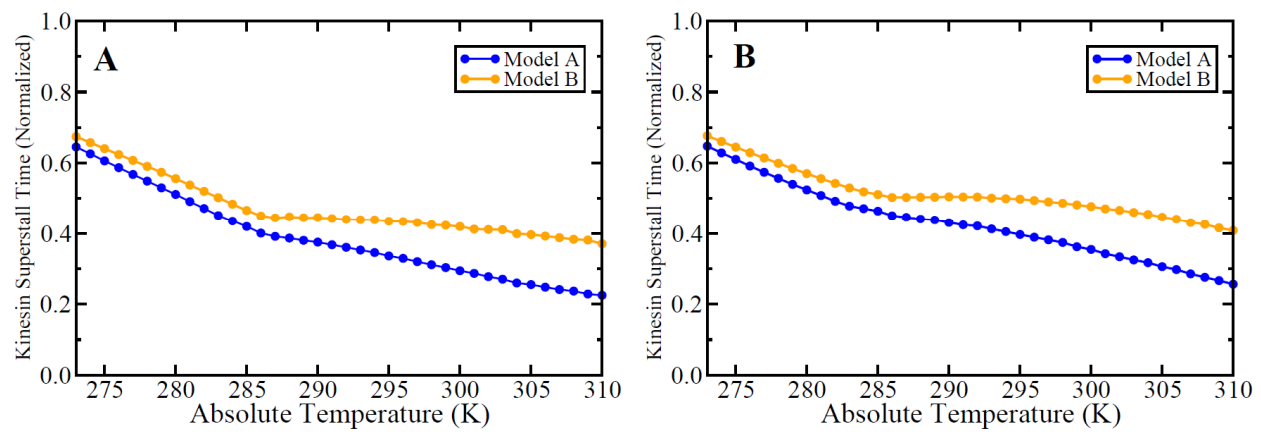 A
Model A
Model B
Kinesin Superstall Time (Normalized)
1.0
0.8
0.6
0.4
0.2
0.0
275 280 285 290 295 300 305 310
Absolute Temperature (K)
B
Model A
Model B
Kinesin Superstall Time (Normalized)
1.0
0.8
0.6
0.4
0.2
0.0
275 280 285 290 295 300 305 310
Absolute Temperature (K)